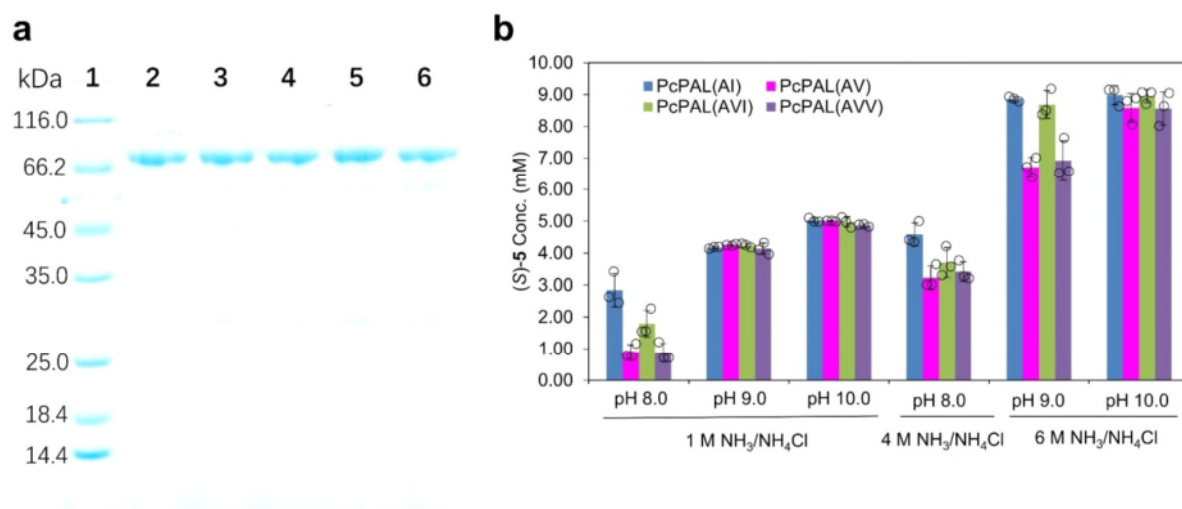 a
kDa 1 2 3 4 5 6
116.0
66.2
45.0
35.0
25.0
18.4
14.4
b
PcPAL(AI) PcPAL(AV)
PcPAL(AVI) PcPAL(AVV)
(S)-5 Conc. (mM)
10.00
9.00
8.00
7.00
6.00
5.00
4.00
3.00
2.00
1.00
0.00
pH 8.0 pH 9.0 pH 10.0 pH 8.0 pH 9.0 pH 10.0
1 M NH₃/NH₄Cl 4 M NH₃/NH₄Cl 6 M NH₃/NH₄Cl